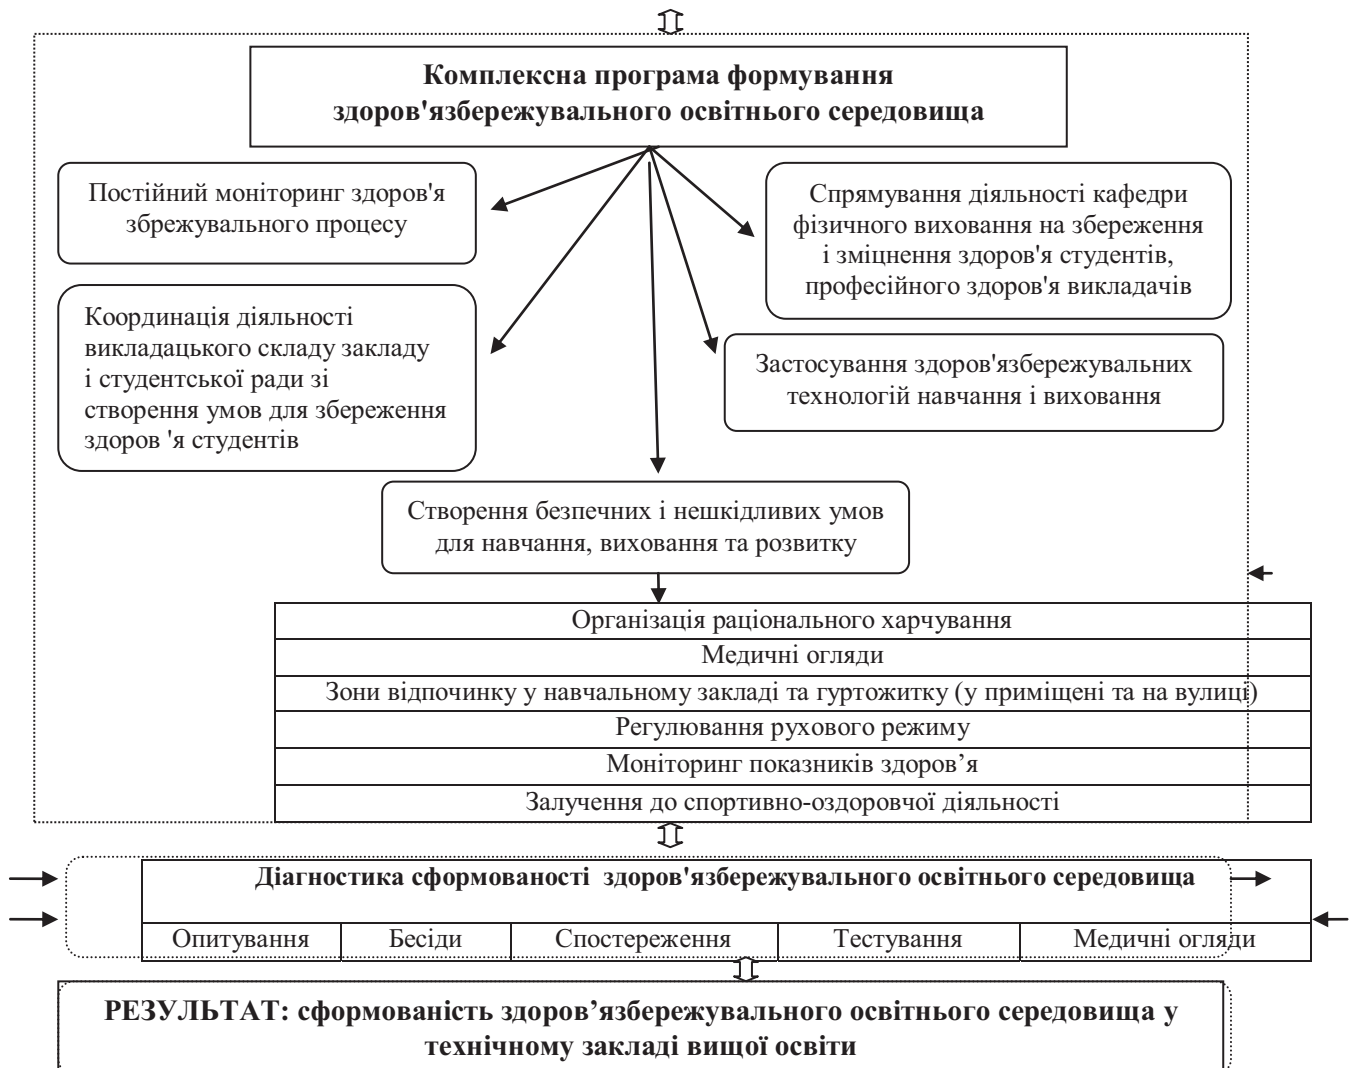 Комплексна програма формування
здоров'язбережувального освітнього середовища
Постійний моніторинг здоров'я
збрежувального процесу
Спрямування діяльності кафедри
фізичного виховання на збереження
і зміцнення здоров'я студентів,
професійного здоров'я викладачів
Координація діяльності
викладацького складу закладу
і студентської ради зі
створення умов для збереження
здоров 'я студентів
Застосування здоров'язбережувальних
технологій навчання і виховання
Створення безпечних і нешкідливих умов
для навчання, виховання та розвитку
Організація раціонального харчування
Медичні огляди
Зони відпочинку у навчальному закладі та гуртожитку (у приміщені та на вулиці)
Регулювання рухового режиму
Моніторинг показників здоров’я
Залучення до спортивно-оздоровчої діяльності
Діагностика сформованості здоров'язбережувального освітнього середовища
Опитування Бесіди Спостереження Тестування Медичні огляди
РЕЗУЛЬТАТ: сформованість здоров’язбережувального освітнього середовища у
технічному закладі вищої освіти